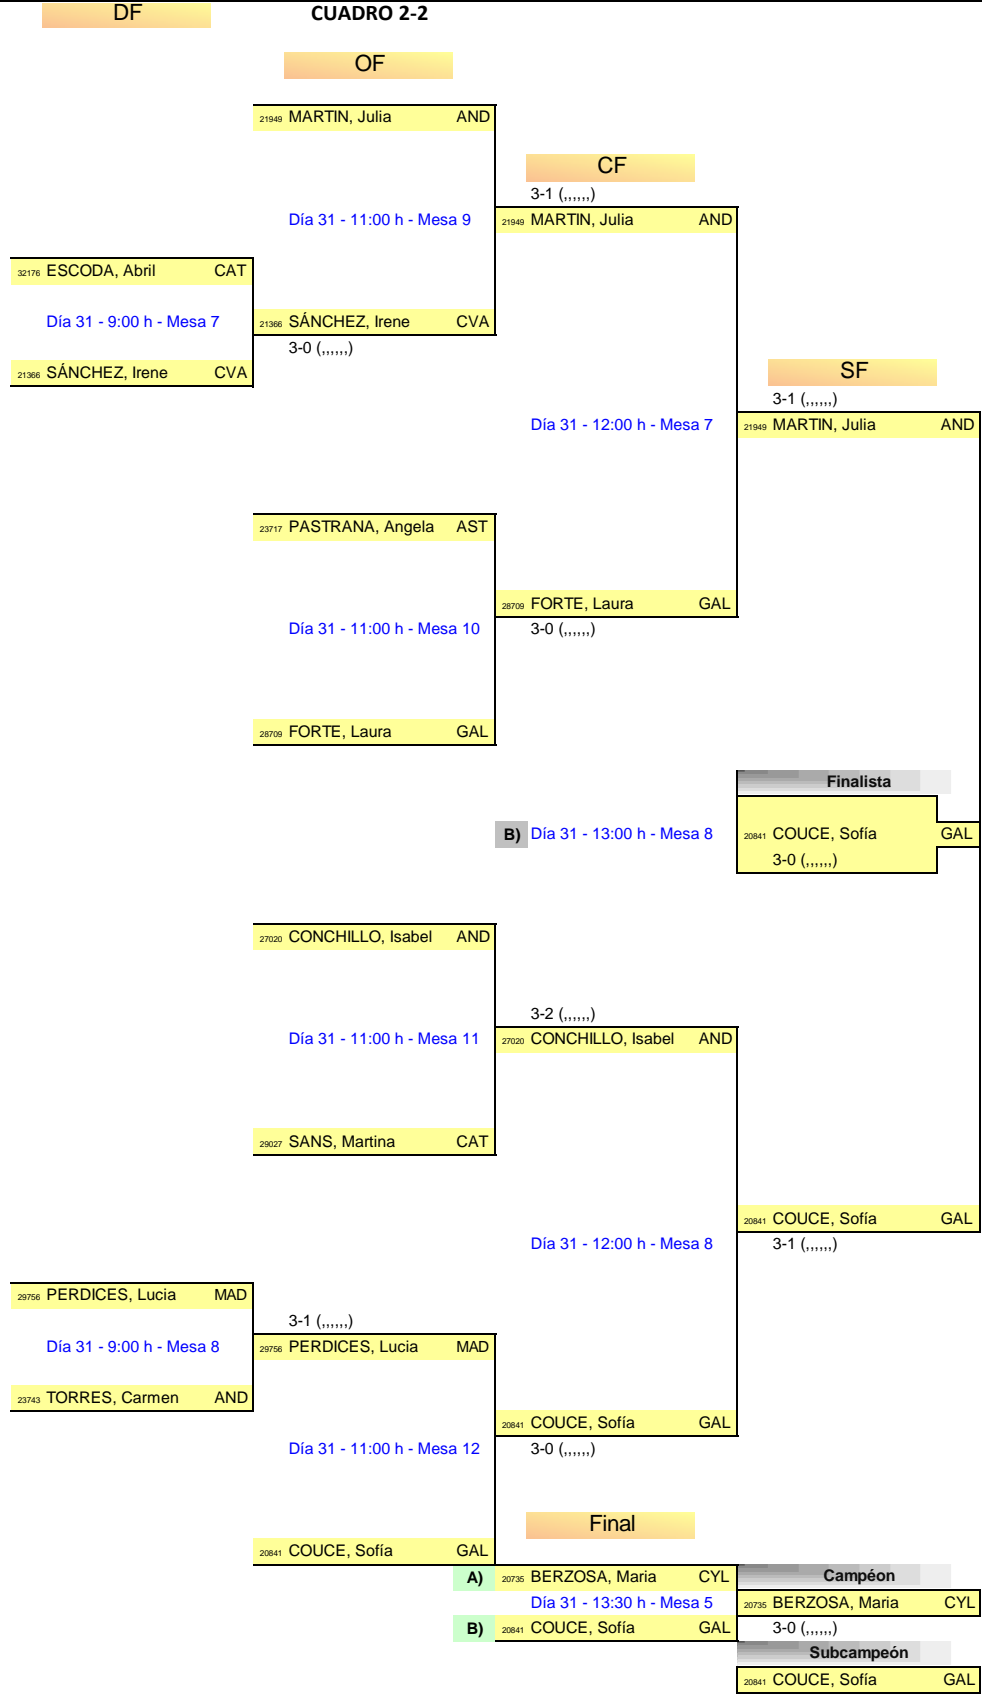 DF CUADRO 2-2
OF
21949 MARTIN, Julia AND
CF
3-1 (,,,,,,)
Día 31 - 11:00 h - Mesa 9 21949 MARTIN, Julia AND
32176 ESCODA, Abril CAT
Día 31 - 9:00 h - Mesa 7 21366 SÁNCHEZ, Irene CVA
3-0 (,,,,,,)
21366 SÁNCHEZ, Irene CVA SF
3-1 (,,,,,,)
Día 31 - 12:00 h - Mesa 7 21949 MARTIN, Julia AND
23717 PASTRANA, Angela AST
28709 FORTE, Laura GAL
Día 31 - 11:00 h - Mesa 10 3-0 (,,,,,,)
28709 FORTE, Laura GAL
Finalista
B) Día 31 - 13:00 h - Mesa 8 20841 COUCE, Sofía GAL
3-0 (,,,,,,)
27020 CONCHILLO, Isabel AND
3-2 (,,,,,,)
Día 31 - 11:00 h - Mesa 11 27020 CONCHILLO, Isabel AND
29027 SANS, Martina CAT
20841 COUCE, Sofía GAL
Día 31 - 12:00 h - Mesa 8 3-1 (,,,,,,)
29756 PERDICES, Lucia MAD
3-1 (,,,,,,)
Día 31 - 9:00 h - Mesa 8 29756 PERDICES, Lucia MAD
23743 TORRES, Carmen AND
20841 COUCE, Sofía GAL
Día 31 - 11:00 h - Mesa 12 3-0 (,,,,,,)
Final
20841 COUCE, Sofía GAL
A) 20735 BERZOSA, Maria CYL Campéon
Día 31 - 13:30 h - Mesa 5 20735 BERZOSA, Maria CYL
B) 20841 COUCE, Sofía GAL 3-0 (,,,,,,)
Subcampeón
20841 COUCE, Sofía GAL